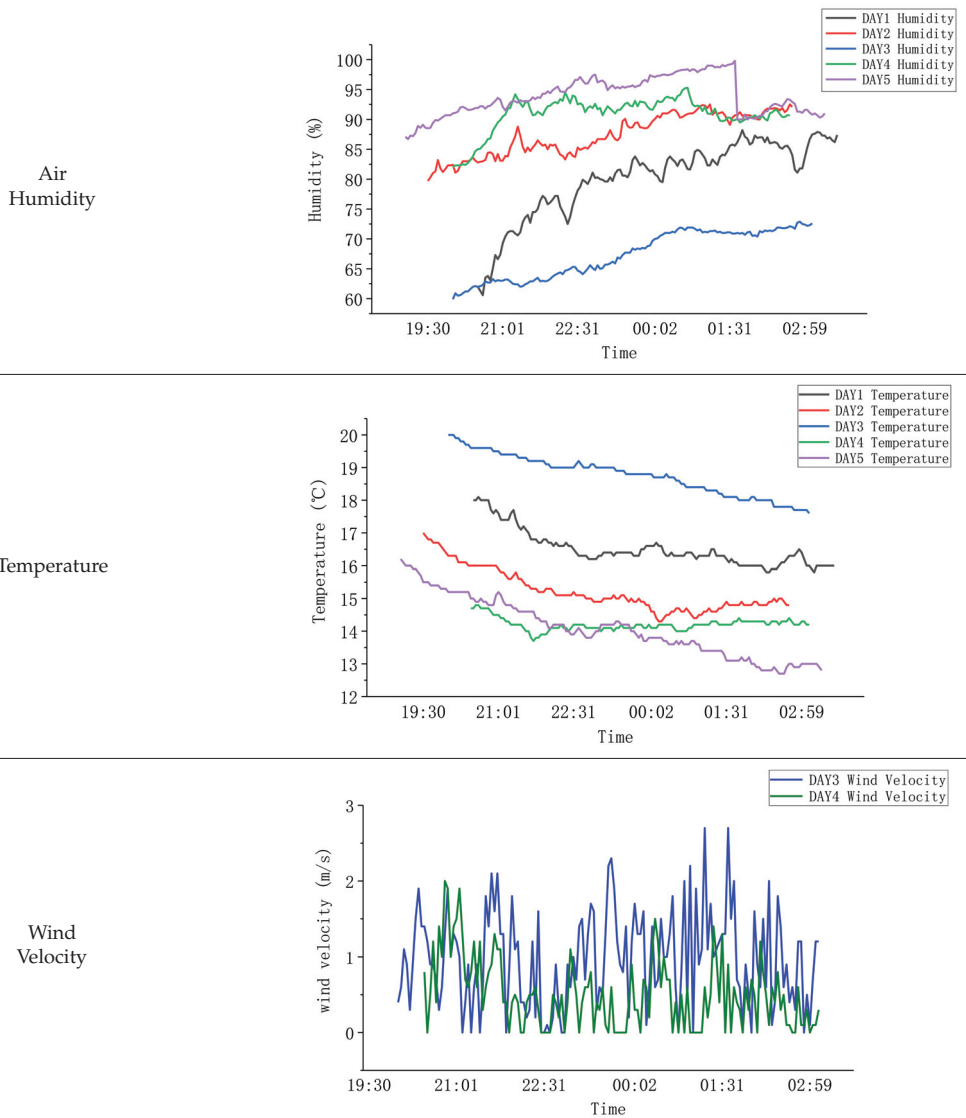 DAY1 Humidity
DAY2 Humidity
DAY3 Humidity
DAY4 Humidity
DAY5 Humidity
Air
Humidity
Humidity (%)
100
95
90
85
80
75
70
65
60
19:30 21:01 22:31 00:02 01:31 02:59
Time
DAY1 Temperature
DAY2 Temperature
DAY3 Temperature
DAY4 Temperature
DAY5 Temperature
Temperature
Temperature (℃)
20
19
18
17
16
15
14
13
12
19:30 21:01 22:31 00:02 01:31 02:59
Time
DAY3 Wind Velocity
DAY4 Wind Velocity
Wind
Velocity
wind velocity (m/s)
3
2
1
0
19:30 21:01 22:31 00:02 01:31 02:59
Time